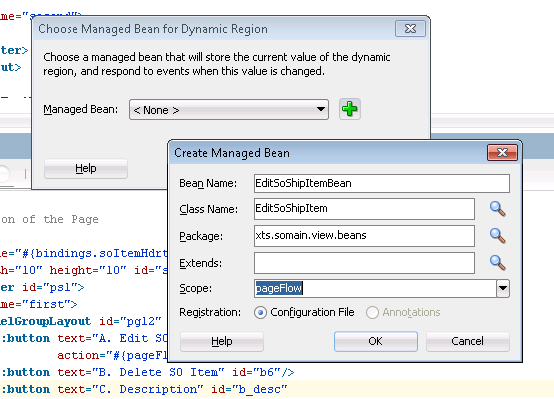 me="second">
Choose Managed Bean for Dynamic Region
ter>
Choose a managed bean that will store the current value of the dynamic
out>
region, and respond to events when this value is changed.
Managed Bean: < None >
Create Managed Bean
Help
Bean Name: EditSoShipItemBean
Class Name: EditSoShipItem
on of the Page
Package: xts.somain.view.beans
e="#{bindings.soItemHdrt
Extends:
h="10" height="10" id="s
Scope: pageFlow
er id="ps1">
ame="first">
Registration: Configuration File Annotations
elGroupLayout id="pgl2"
:button text="A. Edit SO
Help OK Cancel
action="#{pageFl
:button text="B. Delete SO Item" id="b6"/>
:button text="C. Description" id="b_desc"